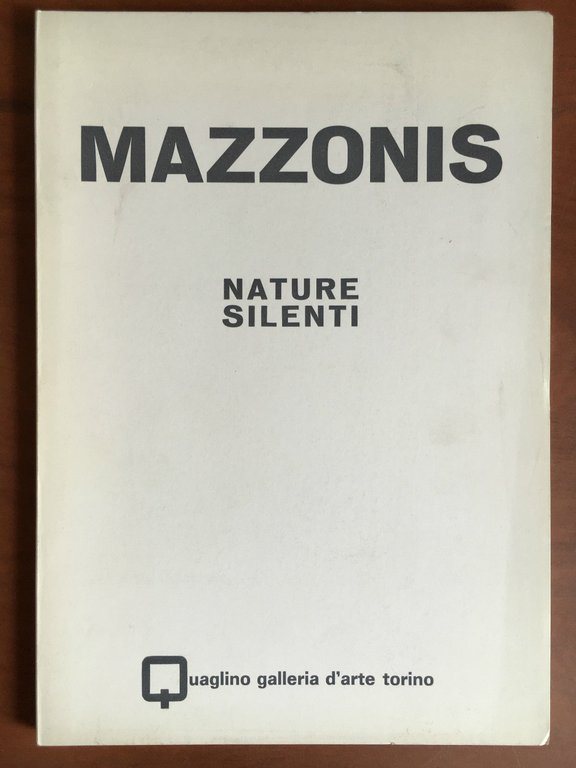 MAZZONIS
NATURE
SILENTI
Quaglino galleria d'arte torino